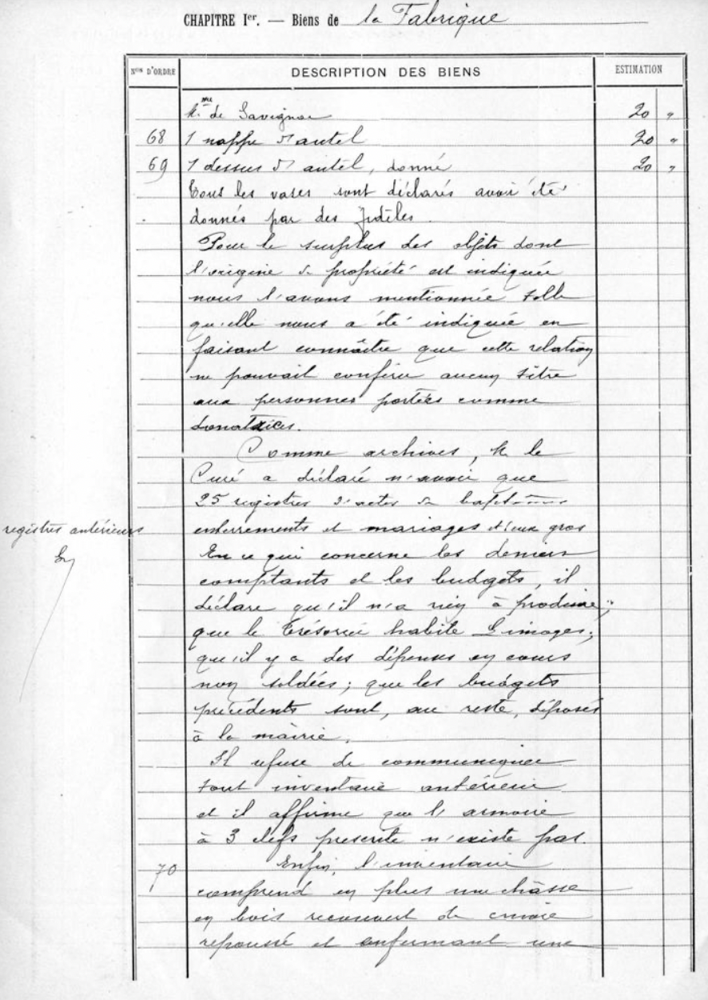 CHAPITRE Ier. — Biens de la Fabrique
Nos D'ORDRE DESCRIPTION DES BIENS ESTIMATION
Mme de Savignac 20 "
68 1 nappe d'autel 20 "
69 1 dessus d'autel, donné 20 "
Tous les vases sont déclarés avoir été
donnés par des fidèles.
Pour le surplus des objets dont
l'origine de propriété est indiquée
nous l'avons mentionnée telle
qu'elle nous a été indiquée en
faisant connaître que cette relation
ne pouvait conférer aucun titre
aux personnes portées comme
donatrices.
Comme archives, M le
Curé a déclaré n'avoir que
25 registres d'actes de baptêmes
enterrements et mariages et deux gros
registres antérieurs
En ce qui concerne les deniers
comptants et les budgets, il
déclare qu'il n'a rien à produire;
que le Trésorier habite Limoges;
qu'il y a des dépenses en cours
non soldées; que les budgets
précédents sont, au reste, déposés
à la mairie.
Il refuse de communiquer
tout inventaire antérieur
et il affirme que l'armoire
à 3 clefs prescrite n'existe pas.
70 Enfin, l'inventaire
comprend en plus une châsse
en bois recouvert de cuivre
repoussé et enfermant une